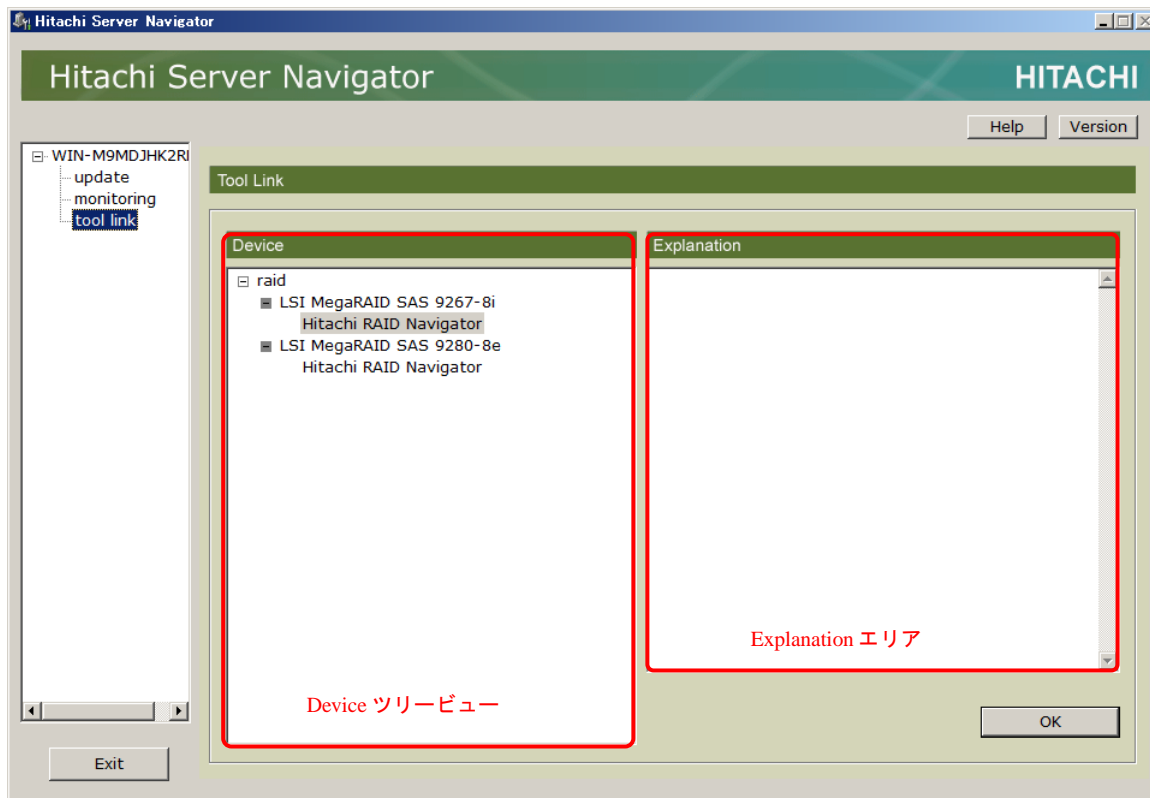 Hitachi Server Navigator
Hitachi Server Navigator
HITACHI
Help
Version
WIN-M9MDJHK2R
update
monitoring
tool link
Tool Link
Device
Explanation
raid
LSI MegaRAID SAS 9267-8i
Hitachi RAID Navigator
LSI MegaRAID SAS 9280-8e
Hitachi RAID Navigator
Explanation エリア
Device ツリービュー
OK
Exit